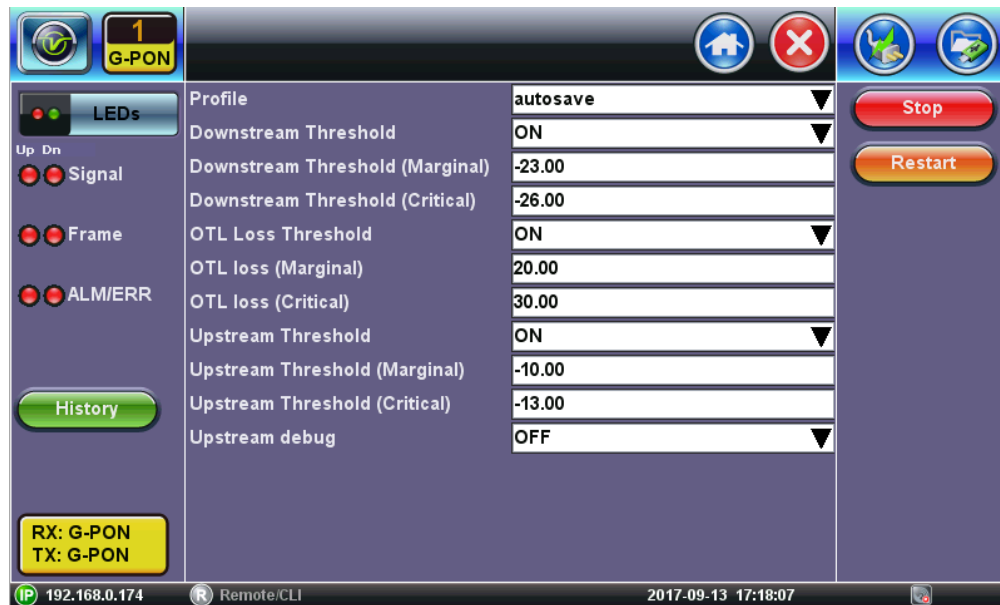 1
G-PON
LEDs
Up Dn
Signal
Frame
ALM/ERR
History
RX: G-PON
TX: G-PON
Profile autosave
Downstream Threshold ON
Downstream Threshold (Marginal) -23.00
Downstream Threshold (Critical) -26.00
OTL Loss Threshold ON
OTL loss (Marginal) 20.00
OTL loss (Critical) 30.00
Upstream Threshold ON
Upstream Threshold (Marginal) -10.00
Upstream Threshold (Critical) -13.00
Upstream debug OFF
Stop
Restart
IP 192.168.0.174 R Remote/CLI 2017-09-13 17:18:07